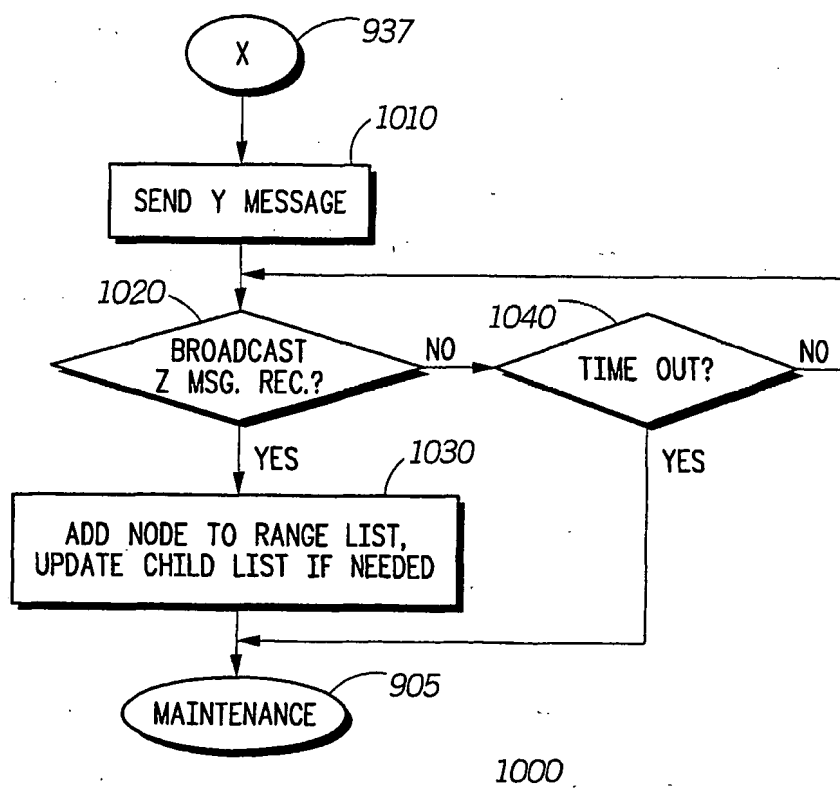 937
X
1010
SEND Y MESSAGE
1020
BROADCAST
Z MSG. REC.?
NO
1040
TIME OUT?
NO
YES
YES
1030
ADD NODE TO RANGE LIST,
UPDATE CHILD LIST IF NEEDED
905
MAINTENANCE
1000